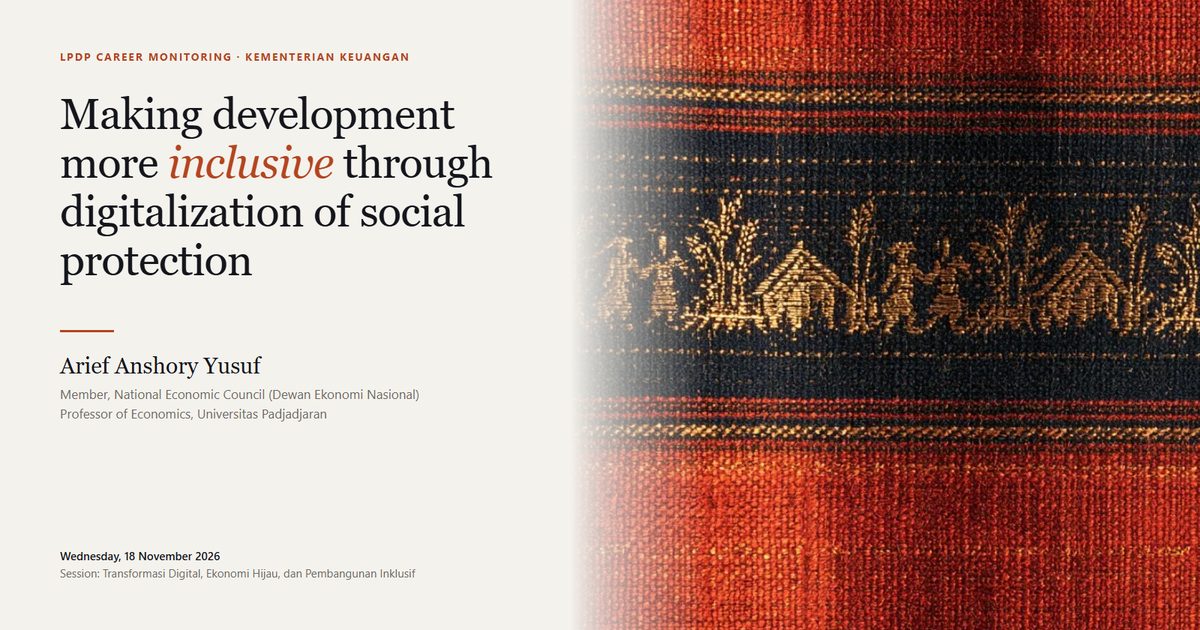 LPDP CAREER MONITORING · KEMENTERIAN KEUANGAN
Making development
more inclusive through
digitalization of social
protection
Arief Anshory Yusuf
Member, National Economic Council (Dewan Ekonomi Nasional)
Professor of Economics, Universitas Padjadjaran
Wednesday, 18 November 2026
Session: Transformasi Digital, Ekonomi Hijau, dan Pembangunan Inklusif